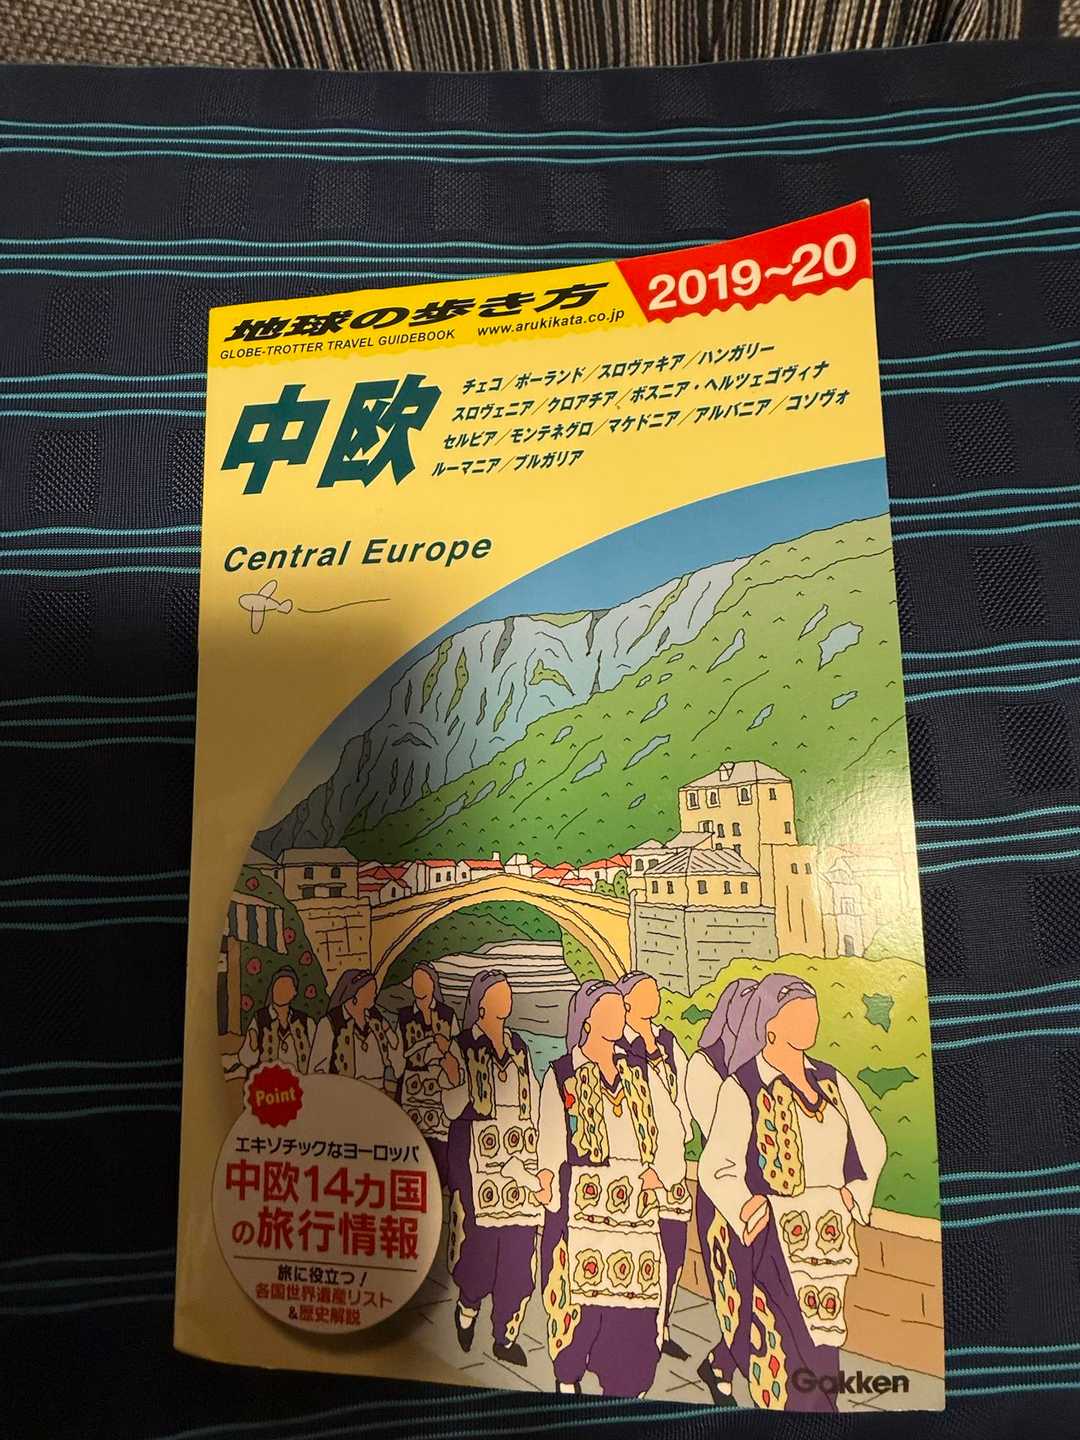 地球の歩き方
GLOBE-TROTTER TRAVEL GUIDEBOOK
www.arukikata.co.jp
2019~20
中欧
チェコ/ポーランド/スロヴァキア/ハンガリー
スロヴェニア/クロアチア/ボスニア・ヘルツェゴヴィナ
セルビア/モンテネグロ/マケドニア/アルバニア/コソヴォ
ルーマニア/ブルガリア
Central Europe
Point
エキゾチックなヨーロッパ
中欧14ヵ国
の旅行情報
旅に役立つ!
各国世界遺産リスト
&歴史解説
Gakken